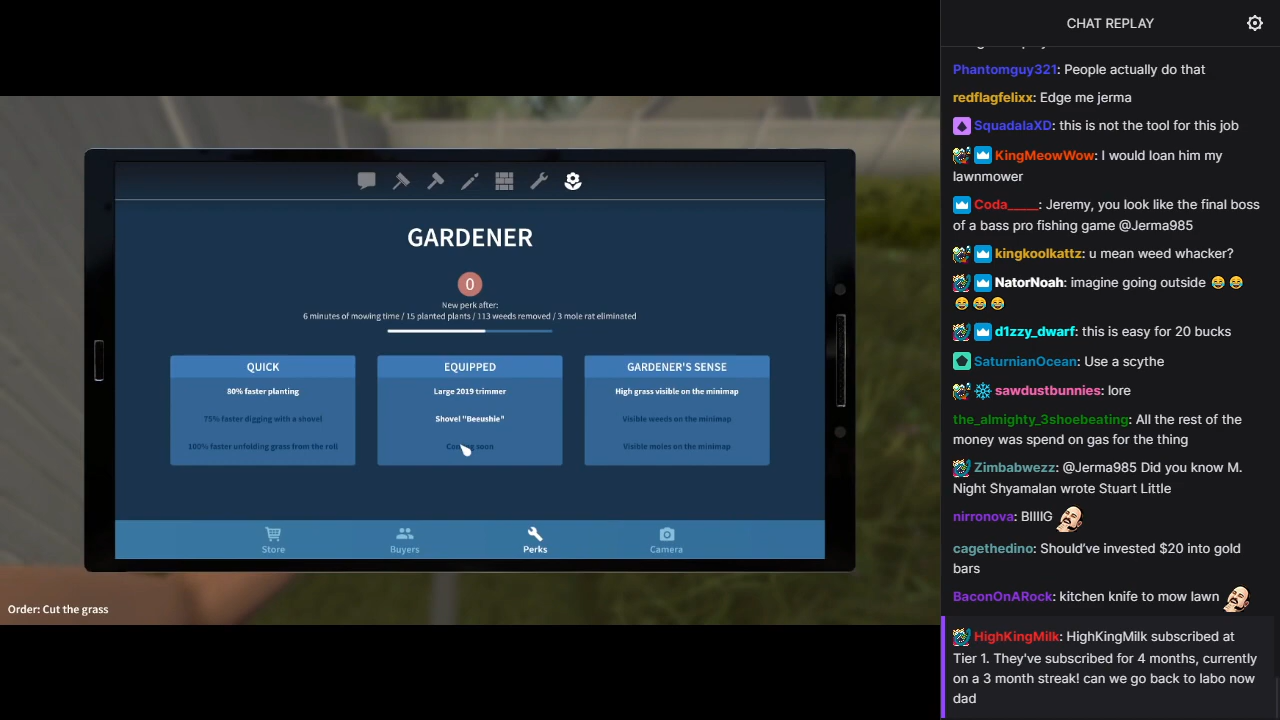 CHAT REPLAY
Phantomguy321: People actually do that
redflagfelixx: Edge me jerma
SquadalaXD: this is not the tool for this job
KingMeowWow: I would loan him my
lawnmower
Coda_____: Jeremy, you look like the final boss
of a bass pro fishing game @Jerma985
kingkoolkattz: u mean weed whacker?
NatorNoah: imagine going outside 😂 😂
😂 😂 😂
d1zzy_dwarf: this is easy for 20 bucks
SaturnianOcean: Use a scythe
sawdustbunnies: lore
the_almighty_3shoebeating: All the rest of the
money was spend on gas for the thing
Zimbabwezz: @Jerma985 Did you know M.
Night Shyamalan wrote Stuart Little
nirronova: BIIIIG
cagethedino: Should've invested $20 into gold
bars
BaconOnARock: kitchen knife to mow lawn
HighKingMilk: HighKingMilk subscribed at
Tier 1. They've subscribed for 4 months, currently
on a 3 month streak! can we go back to labo now
dad
GARDENER
0
New perk after:
6 minutes of mowing time / 15 planted plants / 113 weeds removed / 3 mole rat eliminated
QUICK
80% faster planting
75% faster digging with a shovel
100% faster unfolding grass from the roll
EQUIPPED
Large 2019 trimmer
Shovel "Beeushie"
soon
GARDENER'S SENSE
High grass visible on the minimap
Visible weeds on the minimap
Visible moles on the minimap
Store
Buyers
Perks
Camera
Order: Cut the grass